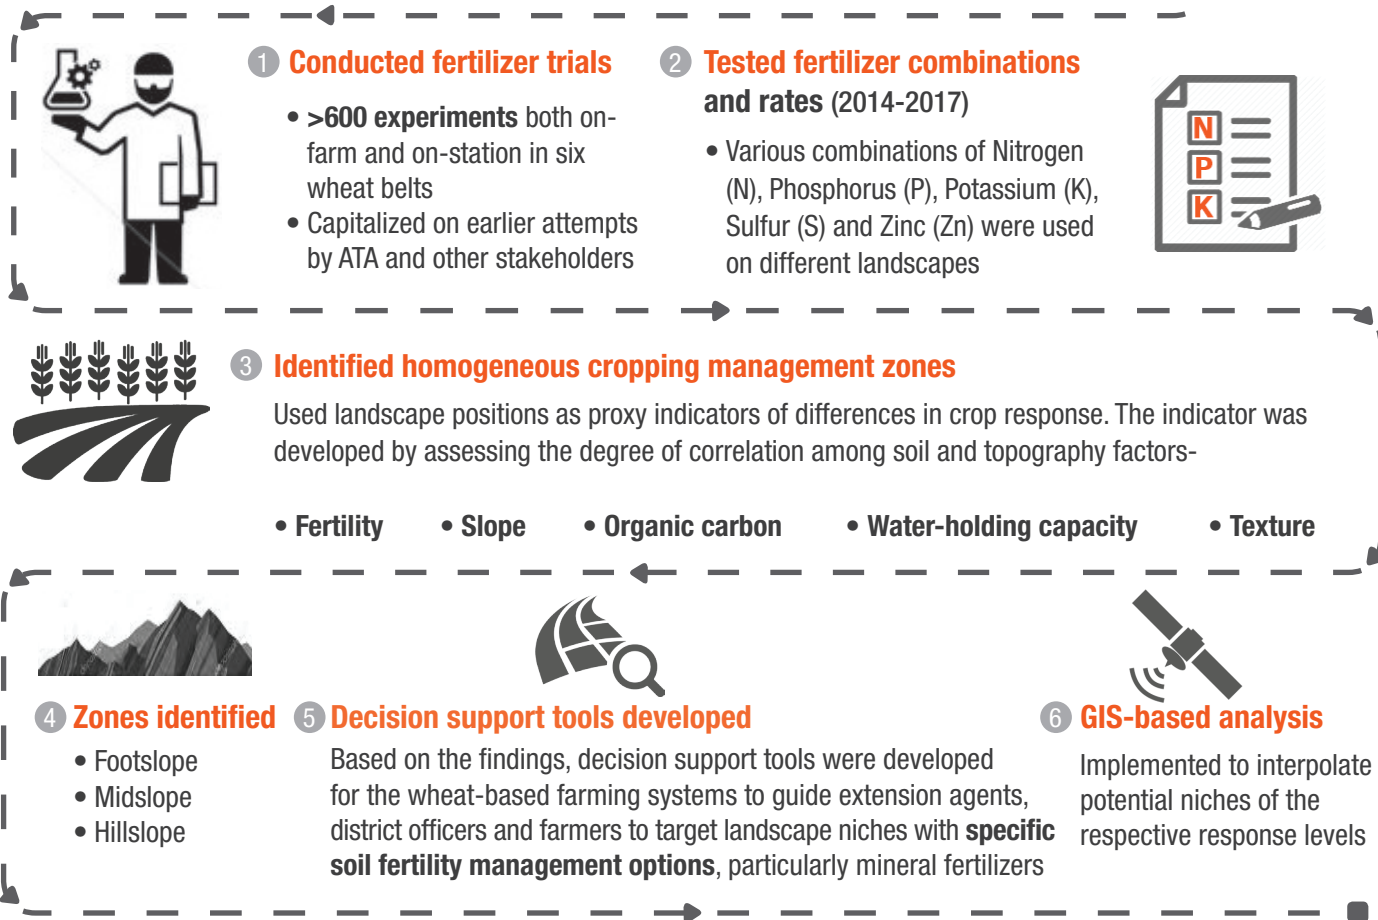 1 Conducted fertilizer trials
• >600 experiments both on-
farm and on-station in six
wheat belts
• Capitalized on earlier attempts
by ATA and other stakeholders
2 Tested fertilizer combinations
and rates (2014-2017)
• Various combinations of Nitrogen
(N), Phosphorus (P), Potassium (K),
Sulfur (S) and Zinc (Zn) were used
on different landscapes
N
P
K
3 Identified homogeneous cropping management zones
Used landscape positions as proxy indicators of differences in crop response. The indicator was
developed by assessing the degree of correlation among soil and topography factors-
• Fertility • Slope • Organic carbon • Water-holding capacity • Texture
4 Zones identified
• Footslope
• Midslope
• Hillslope
5 Decision support tools developed
Based on the findings, decision support tools were developed
for the wheat-based farming systems to guide extension agents,
district officers and farmers to target landscape niches with specific
soil fertility management options, particularly mineral fertilizers
6 GIS-based analysis
Implemented to interpolate
potential niches of the
respective response levels